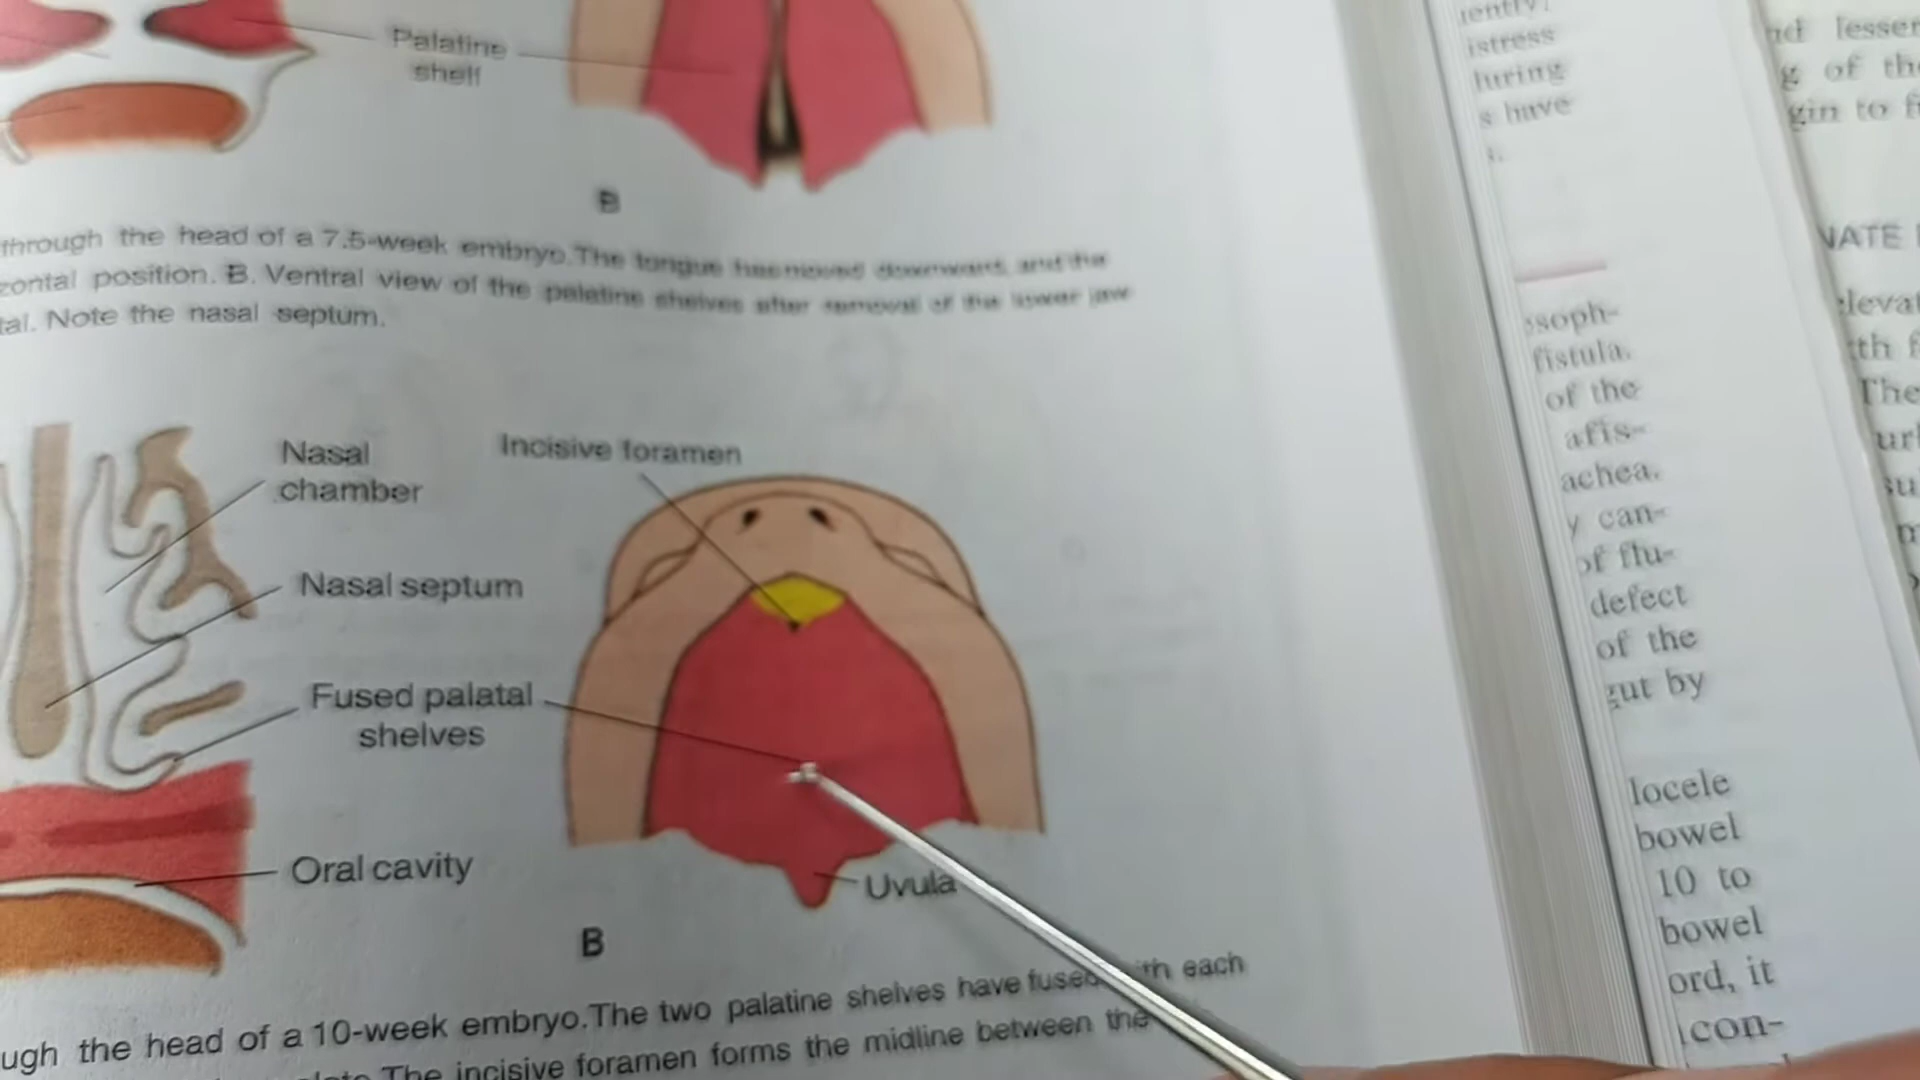 Palatine
shelf
B
through the head of a 7.5-week embryo. The tongue has moved downward, and the
zontal position. B. Ventral view of the palatine shelves after removal of the lower jaw
tal. Note the nasal septum.
Nasal
chamber
Incisive foramen
Nasal septum
Fused palatal
shelves
Oral cavity
Uvula
B
ugh the head of a 10-week embryo. The two palatine shelves have fused with each
The incisive foramen forms the midline between the
istress
during
s have
esoph-
fistula.
of the
afis-
achea.
y can-
of flu-
defect
of the
gut by
locele
bowel
10 to
bowel
ord, it
con-
nd lesser
g of the
gin to f
NATE
elevat
th f
The